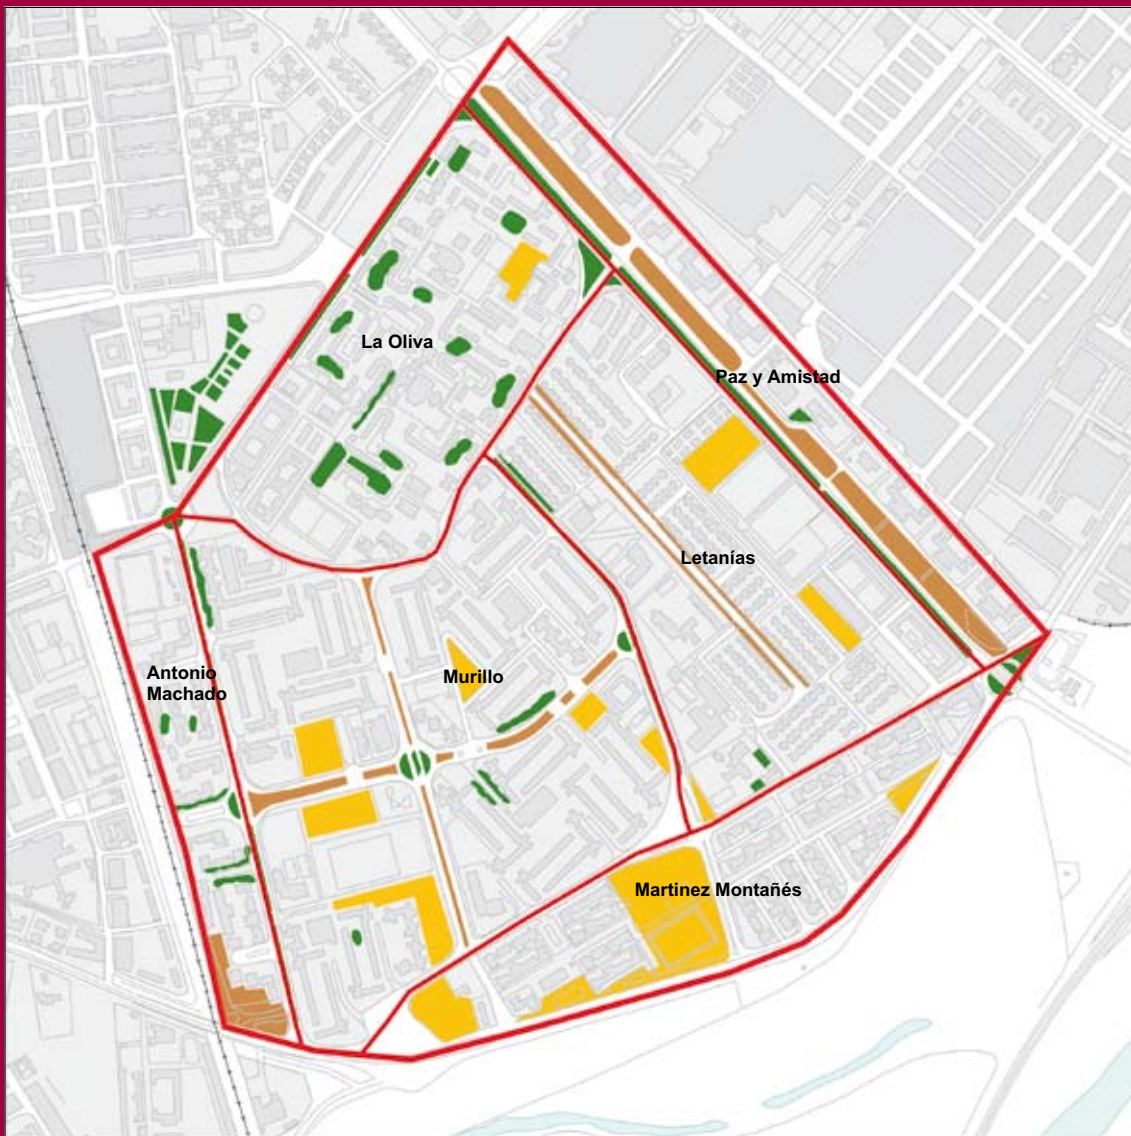 La Oliva
Paz y Amistad
Letanías
Antonio
Machado
Murillo
Martinez Montañés